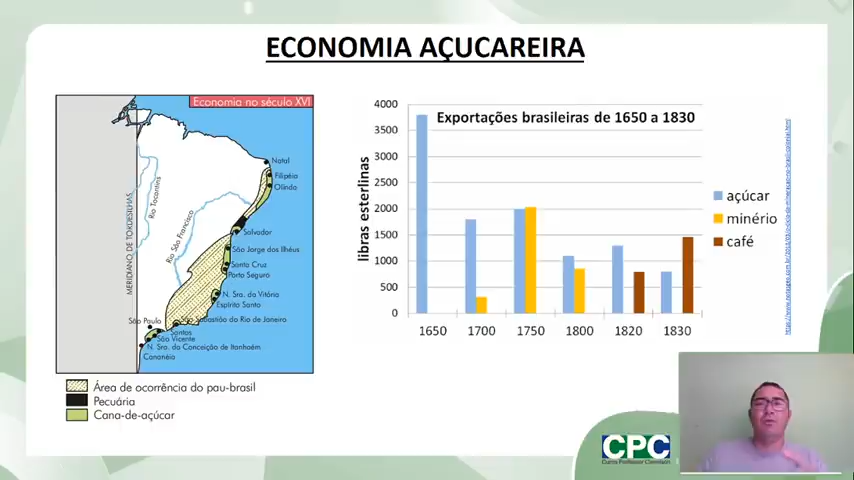 ECONOMIA AÇUCAREIRA
Economia no século XVI
Natal
Filipéia
Olinda
Rio Tocantins
MERIDIANO DE TORDESILHAS
Rio São Francisco
Salvador
São Jorge dos Ilhéus
Santa Cruz
Porto Seguro
N. Sra. da Vitória
Espírito Santo
São Sebastião do Rio de Janeiro
São Paulo
Santos
São Vicente
N. Sra. da Conceição de Itanhaém
Cananéia
Área de ocorrência do pau-brasil
Pecuária
Cana-de-açúcar
Exportações brasileiras de 1650 a 1830
libras esterlinas
4000
3500
3000
2500
2000
1500
1000
500
0
1650 1700 1750 1800 1820 1830
açúcar
minério
café
CPC